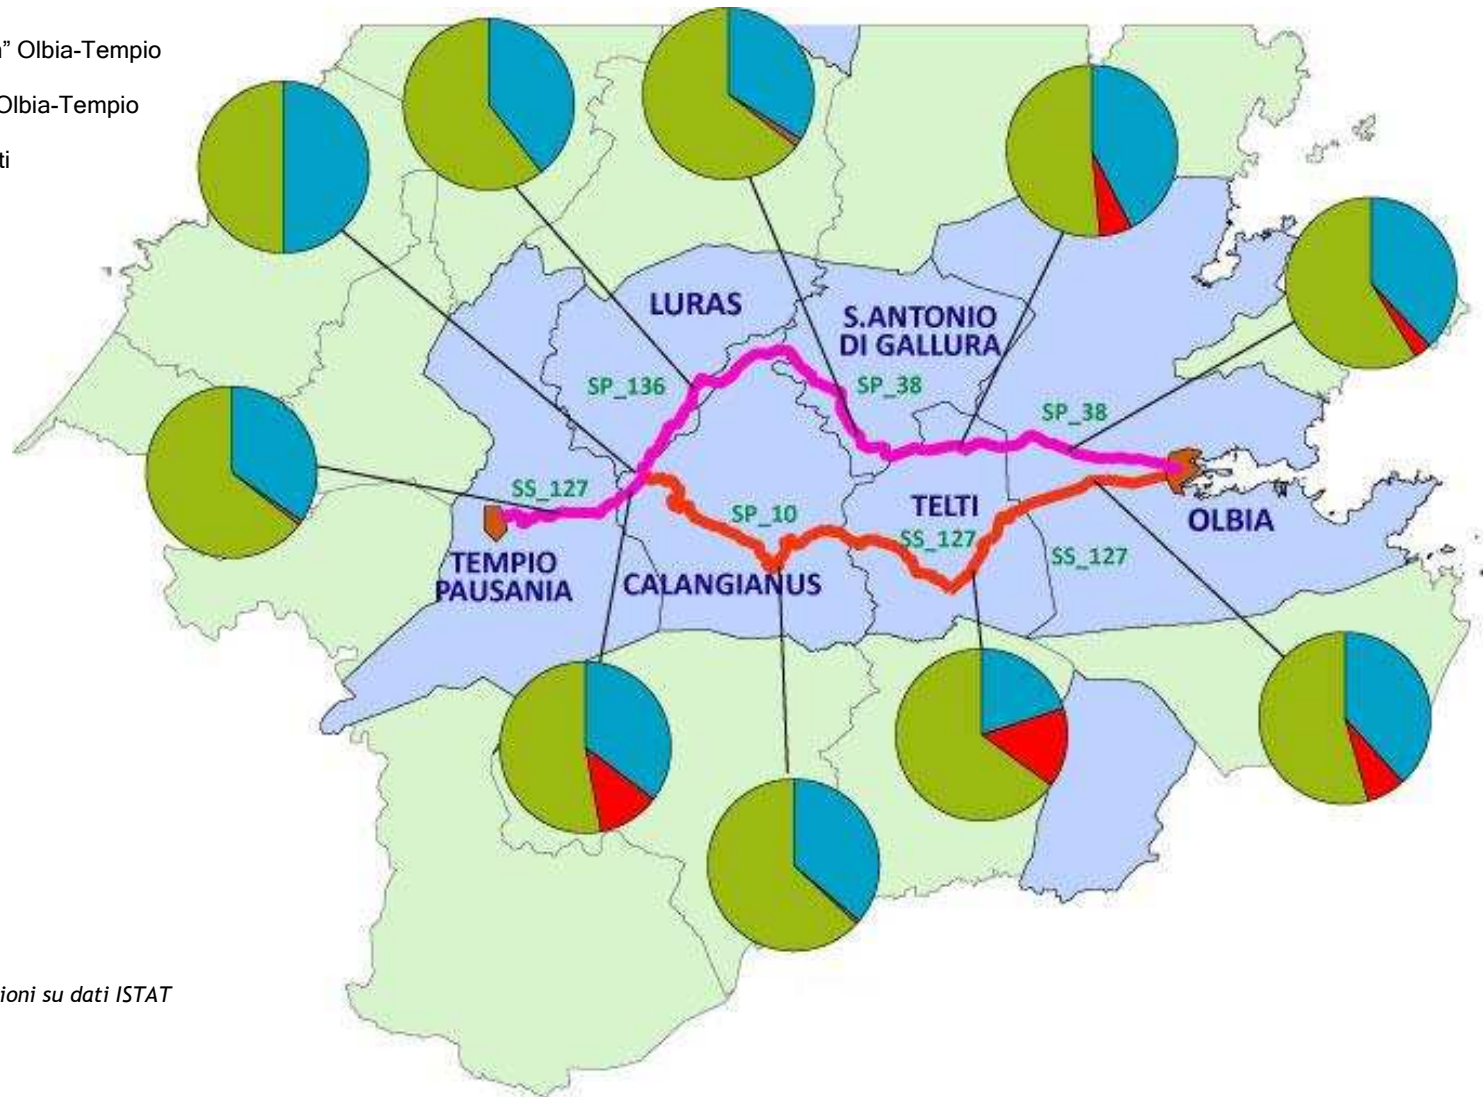 ” Olbia-Tempio
Olbia-Tempio
ti
LURAS
S.ANTONIO
DI GALLURA
SP_136
SP_38
SP_38
SS_127
SP_10
TELTI
OLBIA
SS_127
SS_127
TEMPIO
PAUSANIA
CALANGIANUS
ioni su dati ISTAT